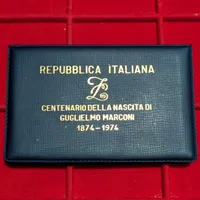 REPUBBLICA ITALIANA
CENTENARIO DELLA NASCITA DI
GUGLIELMO MARCONI
1874-1974